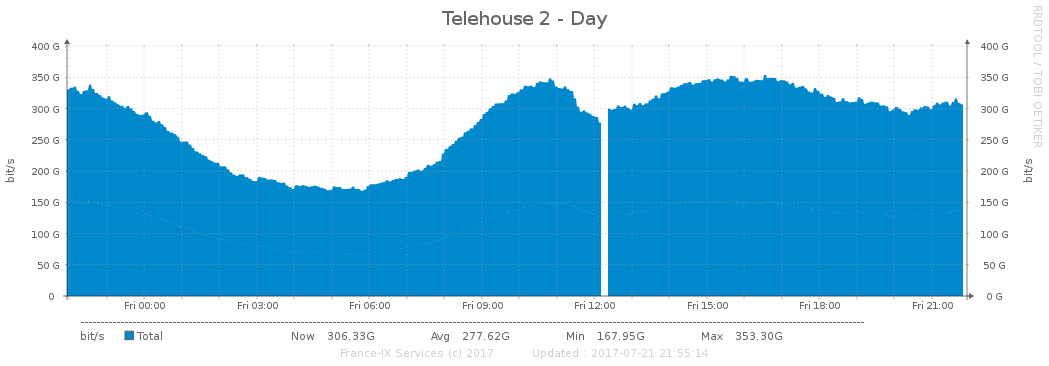 Telehouse 2 - Day
RRDTOOL / TOBI OETIKER
400 G 400 G
350 G 350 G
300 G 300 G
250 G 250 G
200 G 200 G
150 G 150 G
100 G 100 G
50 G 50 G
0 0 G
bit/s bit/s
Fri 00:00 Fri 03:00 Fri 06:00 Fri 09:00 Fri 12:00 Fri 15:00 Fri 18:00 Fri 21:00
bit/s Total Now 306.33G Avg 277.62G Min 167.95G Max 353.30G
France-IX Services (c) 2017 Updated : 2017-07-21 21:55:14